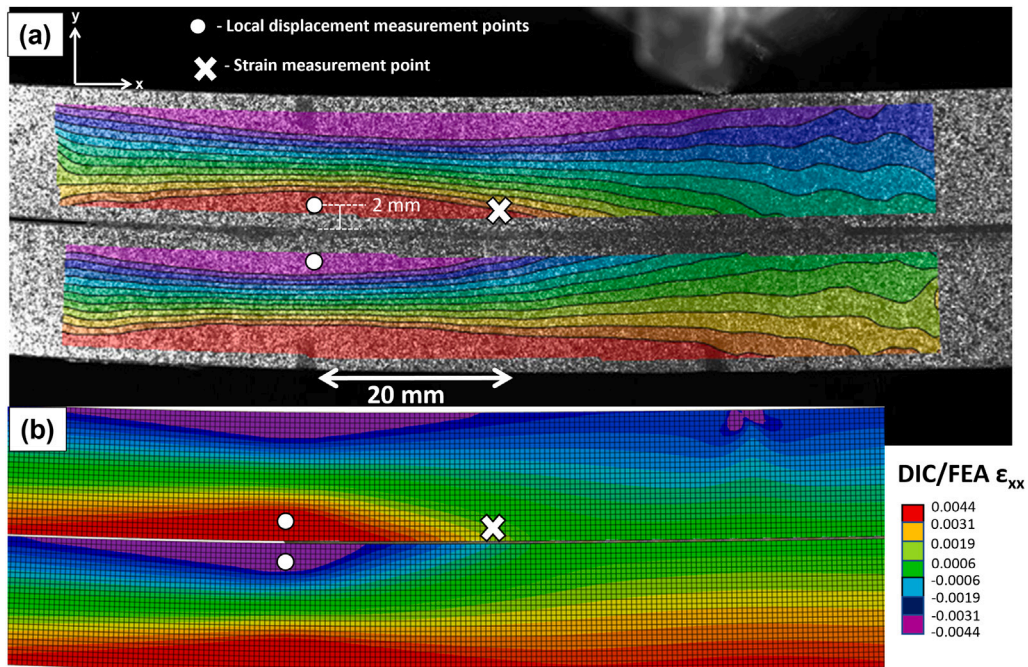 (a)
y
x
- Local displacement measurement points
- Strain measurement point
2 mm
20 mm
(b)
DIC/FEA εxx
0.0044
0.0031
0.0019
0.0006
-0.0006
-0.0019
-0.0031
-0.0044